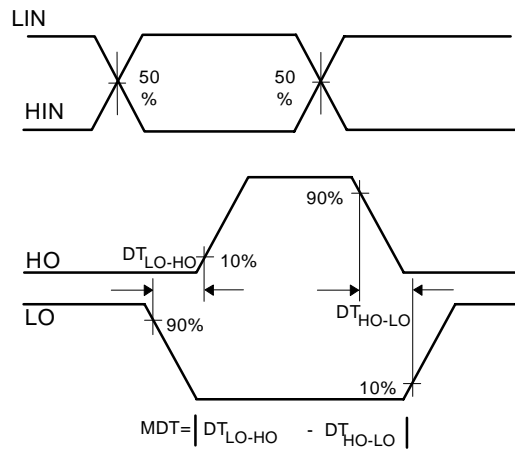 LIN
50
%
50
%
HIN
90%
DT LO-HO
10%
HO
LO
90%
DT HO-LO
10%
MDT=| DT LO-HO - DT HO-LO |